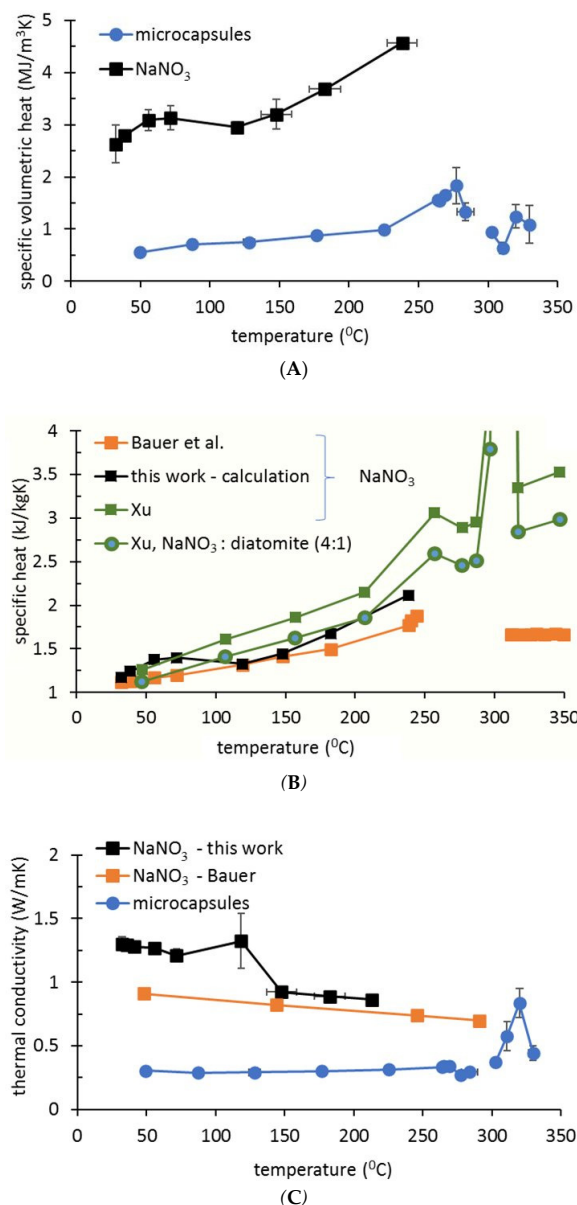 microcapsules
NaNO₃
specific volumetric heat (MJ/m³K)
5
4
3
2
1
0
0 50 100 150 200 250 300 350
temperature (⁰C)
(A)
Bauer et al.
this work - calculation
NaNO₃
Xu
Xu, NaNO₃ : diatomite (4:1)
specific heat (kJ/kgK)
4
3.5
3
2.5
2
1.5
1
0 50 100 150 200 250 300 350
temperature (⁰C)
(B)
NaNO₃ - this work
NaNO₃ - Bauer
microcapsules
thermal conductivity (W/mK)
2
1.5
1
0.5
0
0 50 100 150 200 250 300 350
temperature (⁰C)
(C)